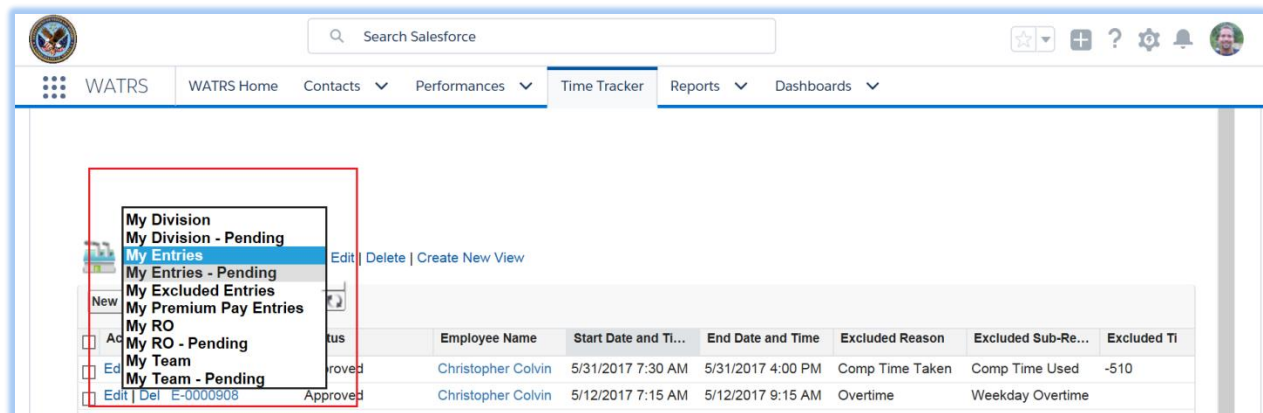 Search Salesforce
WATRS WATRS Home Contacts Performances Time Tracker Reports Dashboards
My Division
My Division - Pending
My Entries
Edit | Delete | Create New View
My Entries - Pending
My Excluded Entries
New
My Premium Pay Entries
My RO
My RO - Pending
My Team
My Team - Pending
Employee Name Start Date and Ti... End Date and Time Excluded Reason Excluded Sub-Re... Excluded Ti
Christopher Colvin 5/31/2017 7:30 AM 5/31/2017 4:00 PM Comp Time Taken Comp Time Used -510
Edit | Del E-0000908 Approved Christopher Colvin 5/12/2017 7:15 AM 5/12/2017 9:15 AM Overtime Weekday Overtime